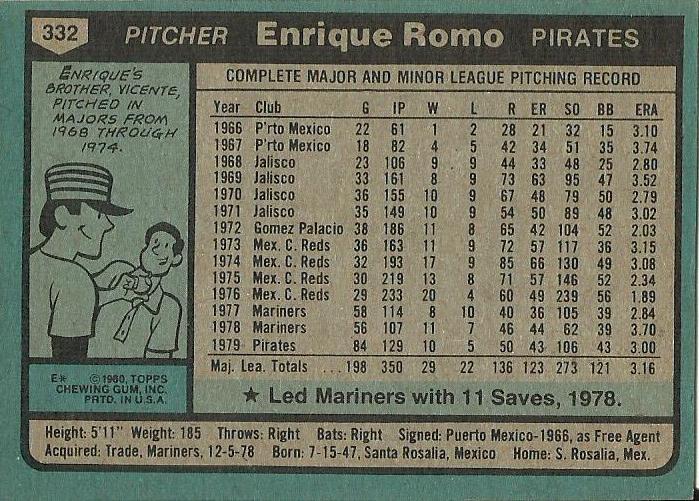 332 PITCHER Enrique Romo PIRATES
ENRIQUE'S
BROTHER, VICENTE,
PITCHED IN
MAJORS FROM
1968 THROUGH
1974.
E* ©1980, TOPPS
CHEWING GUM, INC.
PRTD. IN U.S.A.
COMPLETE MAJOR AND MINOR LEAGUE PITCHING RECORD
Year Club G IP W L R ER SO BB ERA
1966 P'rto Mexico 22 61 1 2 28 21 32 15 3.10
1967 P'rto Mexico 18 82 4 5 42 34 51 35 3.74
1968 Jalisco 23 106 9 9 44 33 48 25 2.80
1969 Jalisco 33 161 8 9 73 63 95 47 3.52
1970 Jalisco 36 155 10 9 67 48 79 50 2.79
1971 Jalisco 35 149 10 9 54 50 89 48 3.02
1972 Gomez Palacio 38 186 11 8 65 42 104 52 2.03
1973 Mex. C. Reds 36 163 11 9 72 57 117 36 3.15
1974 Mex. C. Reds 32 193 17 9 85 66 130 49 3.08
1975 Mex. C. Reds 30 219 13 8 71 57 146 52 2.34
1976 Mex. C. Reds 29 233 20 4 60 49 239 56 1.89
1977 Mariners 58 114 8 10 40 36 105 39 2.84
1978 Mariners 56 107 11 7 46 44 62 39 3.70
1979 Pirates 84 129 10 5 50 43 106 43 3.00
Maj. Lea. Totals ... 198 350 29 22 136 123 273 121 3.16
★ Led Mariners with 11 Saves, 1978.
Height: 5'11" Weight: 185 Throws: Right Bats: Right Signed: Puerto Mexico-1966, as Free Agent
Acquired: Trade, Mariners, 12-5-78 Born: 7-15-47, Santa Rosalia, Mexico Home: S. Rosalia, Mex.